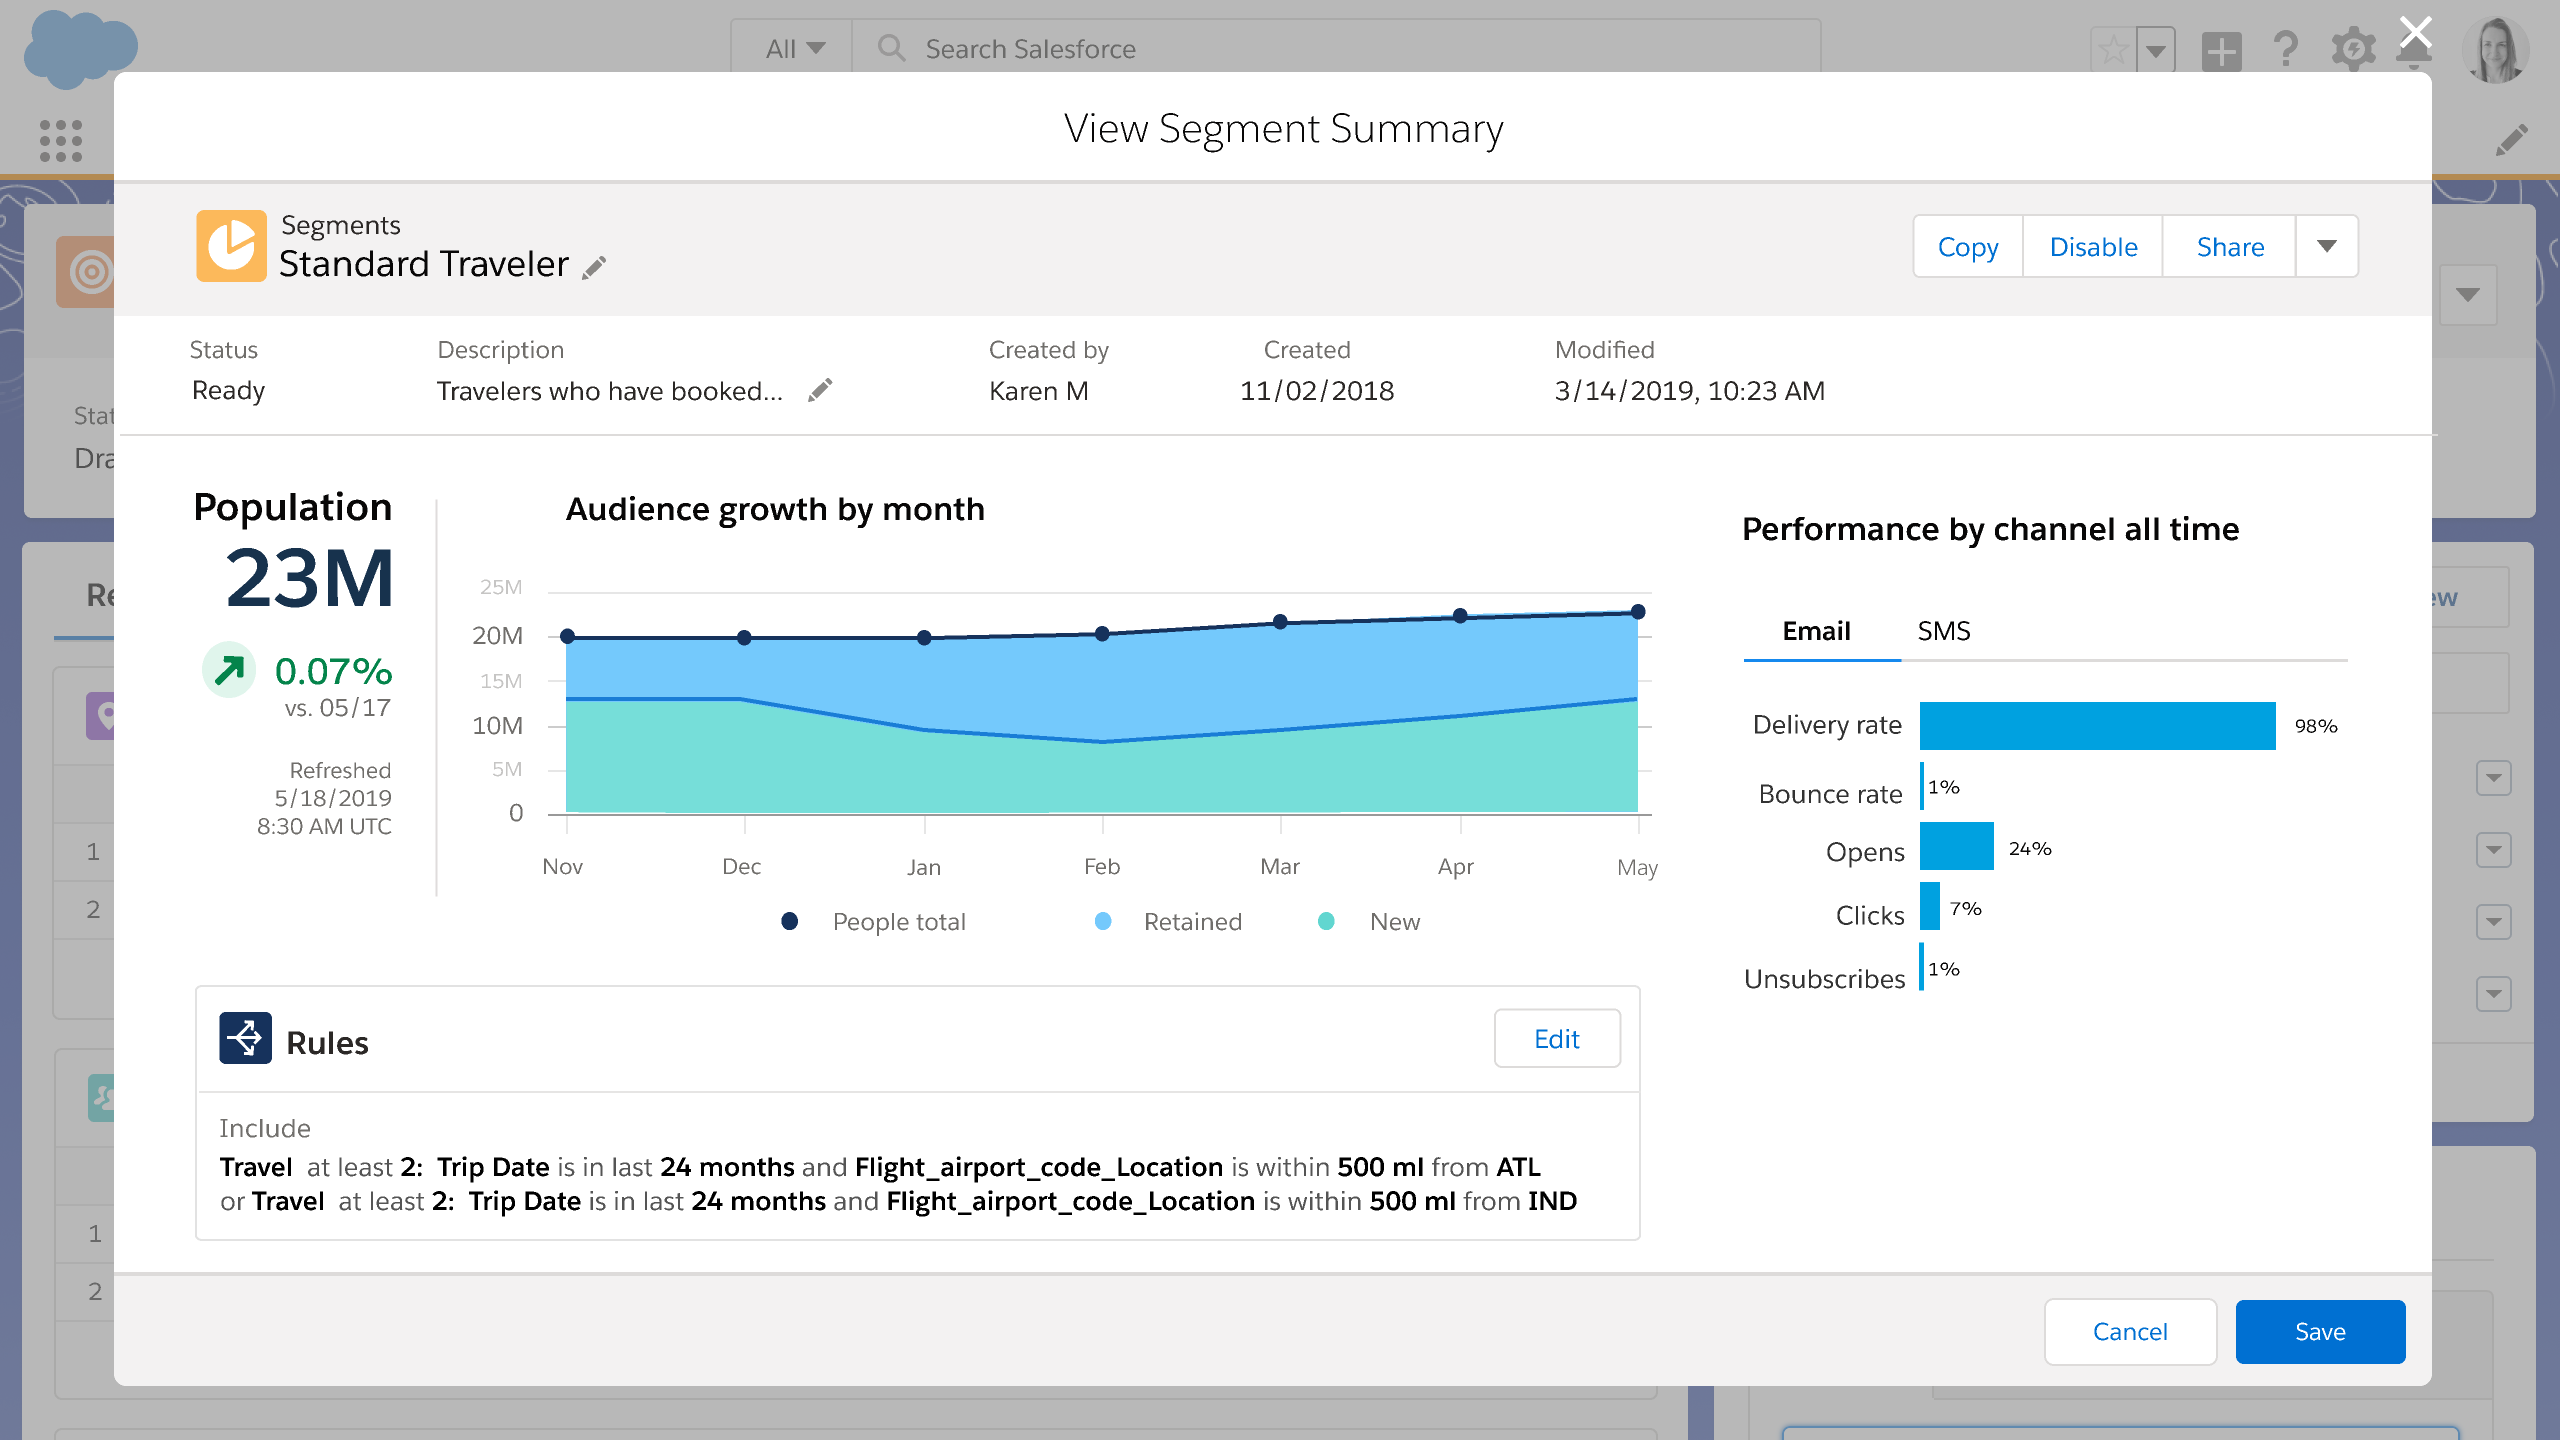 All
Search Salesforce
View Segment Summary
Segments
Standard Traveler
Copy
Disable
Share
Status
Description
Created by
Created
Modified
Ready
Travelers who have booked...
Karen M
11/02/2018
3/14/2019, 10:23 AM
Population
23M
0.07%
vs. 05/17
Refreshed
5/18/2019
8:30 AM UTC
Audience growth by month
25M
20M
15M
10M
5M
0
Nov
Dec
Jan
Feb
Mar
Apr
May
People total
Retained
New
Performance by channel all time
Email
SMS
Delivery rate
98%
Bounce rate
1%
Opens
24%
Clicks
7%
Unsubscribes
1%
Rules
Edit
Include
Travel at least 2: Trip Date is in last 24 months and Flight_airport_code_Location is within 500 ml from ATL
or Travel at least 2: Trip Date is in last 24 months and Flight_airport_code_Location is within 500 ml from IND
Cancel
Save
1
2
1
2